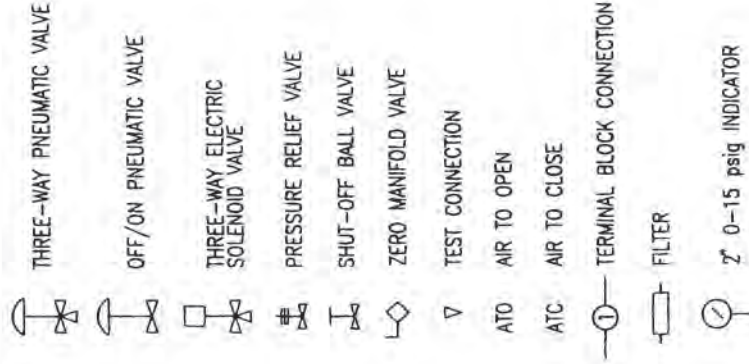 THREE-WAY PNEUMATIC VALVE
OFF/ON PNEUMATIC VALVE
THREE-WAY ELECTRIC
SOLENOID VALVE
PRESSURE RELIEF VALVE
SHUT-OFF BALL VALVE
ZERO MANIFOLD VALVE
TEST CONNECTION
ATO AIR TO OPEN
ATC AIR TO CLOSE
1 TERMINAL BLOCK CONNECTION
FILTER
2" 0-15 psig INDICATOR